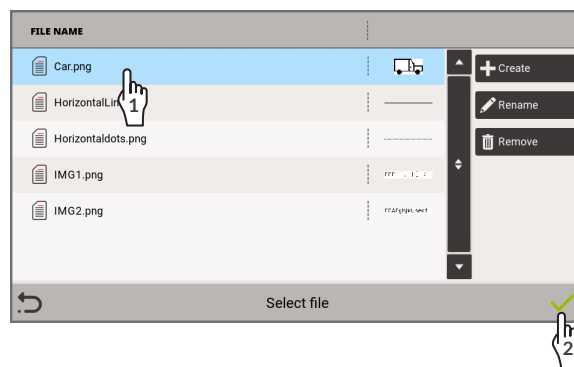 FILE NAME
Car.png
Create
1
HorizontalLin
Rename
Horizontaldots.png
Remove
IMG1.png
IMG2.png
Select file
2